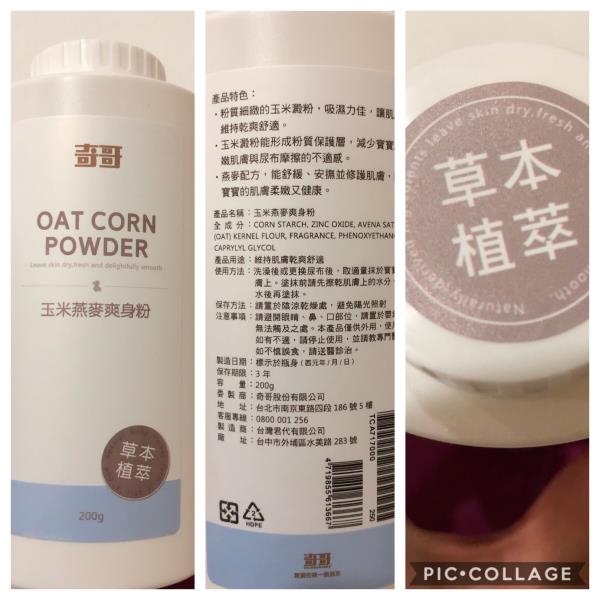 奇哥
OAT CORN
POWDER
Leave skin dry,fresh and delightfully smooth
玉米燕麥爽身粉
草本
植萃
200g
產品特色：
・粉質細緻的玉米澱粉，吸濕力佳，讓肌
維持乾爽舒適。
・玉米澱粉能形成粉質保護層，減少寶寶
嫩肌膚與尿布摩擦的不適感。
・燕麥配方，能舒緩、安撫並修護肌膚，
寶寶的肌膚柔嫩又健康。
產品名稱：玉米燕麥爽身粉
全成分：CORN STARCH, ZINC OXIDE, AVENA SAT
(OAT) KERNEL FLOUR, FRAGRANCE, PHENOXYETHAN
CAPRYLYL GLYCOL
產品用途：維持肌膚乾爽舒適
使用方法：洗澡後或更換尿布後，取適量抹於寶
膚上。塗抹前請先擦乾肌膚上的水分，
水後再塗抹。
保存方法：請置於陰涼乾燥處，避免陽光照射
注意事項：請避開眼睛、鼻、口部位，請置於嬰
無法觸及之處。本產品僅供外用，使
如有不適，請停止使用，並請教專門
如不慎誤食，請送醫診治。
製造日期：標示於瓶身（西元年/月/日）
保存期限：3 年
容量：200g
委製商：奇哥股份有限公司
地址：台北市南京東路四段 186 號 5 樓
客服專線：0800 001 256
製造商：台灣君代有限公司
廠址：台中市外埔區水美路 283 號
TCA717000
250
4719855613667
2
HDPE
奇哥
草本
植萃
leave skin dry,fresh an
smooth.
Naturally
PIC•COLLAGE